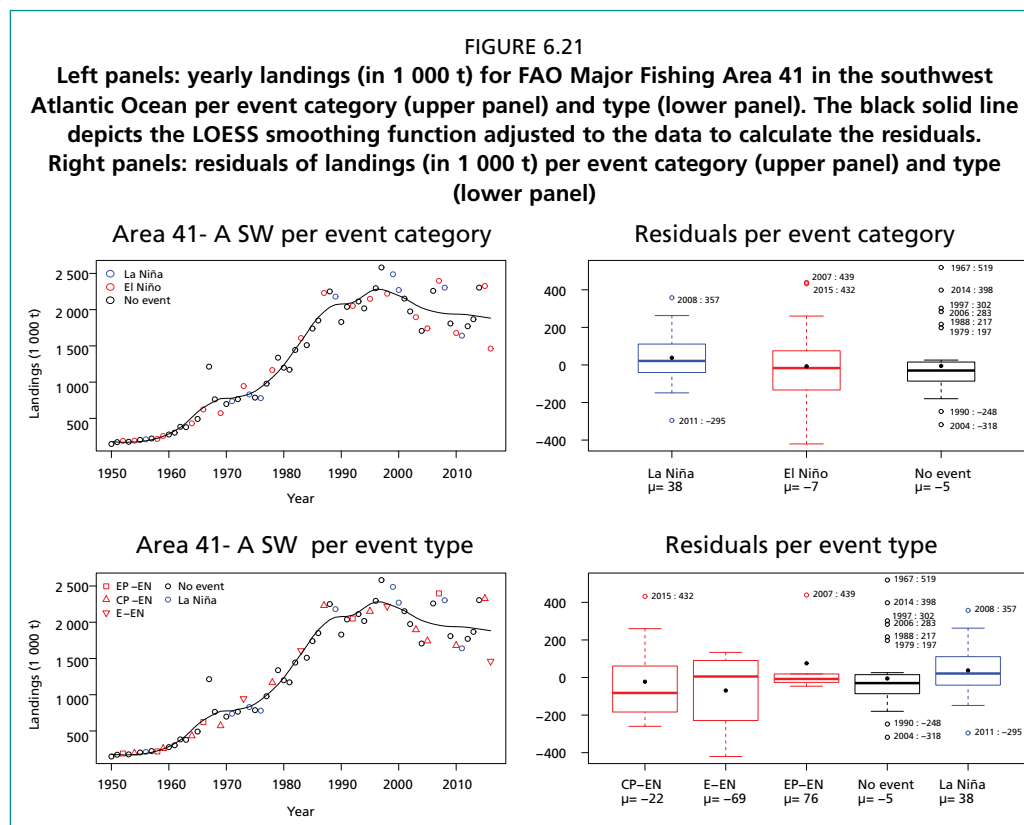 FIGURE 6.21
Left panels: yearly landings (in 1 000 t) for FAO Major Fishing Area 41 in the southwest
Atlantic Ocean per event category (upper panel) and type (lower panel). The black solid line
depicts the LOESS smoothing function adjusted to the data to calculate the residuals.
Right panels: residuals of landings (in 1 000 t) per event category (upper panel) and type
(lower panel)
Area 41- A SW per event category
La Niña
El Niño
No event
Landings (1 000 t)
2 500
2 000
1 500
1 000
500
1950 1960 1970 1980 1990 2000 2010
Year
Residuals per event category
400
200
0
−200
−400
2008 : 357
2011 : −295
2007 : 439
2015 : 432
1967 : 519
2014 : 398
1997 : 302
2006 : 283
1988 : 217
1979 : 197
1990 : −248
2004 : −318
La Niña El Niño No event
μ= 38 μ= −7 μ= −5
Area 41- A SW per event type
EP −EN No event
CP −EN La Niña
E−EN
Landings (1 000 t)
2 500
2 000
1 500
1 000
500
1950 1960 1970 1980 1990 2000 2010
Year
Residuals per event type
400
200
0
−200
−400
2015 : 432
2007 : 439
1967 : 519
2014 : 398
1997 : 302
2006 : 283
1988 : 217
1979 : 197
1990 : −248
2004 : −318
2008 : 357
2011 : −295
CP−EN E−EN EP−EN No event La Niña
μ= −22 μ= −69 μ= 76 μ= −5 μ= 38